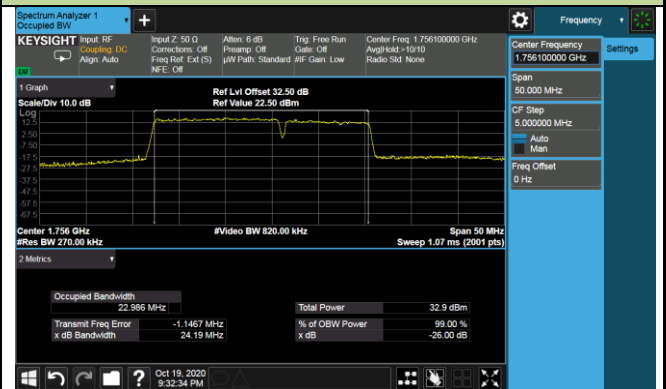 Spectrum Analyzer 1
Occupied BW
KEYSIGHT
Input: RF
Coupling: DC
Align: Auto
Input Z: 50 Ω
Corrections: Off
Freq Ref: Ext (S)
NFE: Off
Atten: 6 dB
Preamp: Off
µW Path: Standard
Trig: Free Run
Gate: Off
#IF Gain: Low
Center Freq: 1.756100000 GHz
Avg|Hold:>10/10
Radio Std: None
LW
1 Graph
Scale/Div 10.0 dB
Ref Lvl Offset 32.50 dB
Ref Value 22.50 dBm
Log
12.5
2.50
-7.50
-17.5
-27.5
-37.5
-47.5
-57.5
-67.5
Center 1.756 GHz
#Res BW 270.00 kHz
#Video BW 820.00 kHz
Span 50 MHz
Sweep 1.07 ms (2001 pts)
2 Metrics
Occupied Bandwidth
22.986 MHz
Total Power 32.9 dBm
Transmit Freq Error -1.1467 MHz
% of OBW Power 99.00 %
x dB Bandwidth 24.19 MHz
x dB -26.00 dB
Oct 19, 2020
9:32:34 PM
Frequency
Settings
Center Frequency
1.756100000 GHz
Span
50.000 MHz
CF Step
5.000000 MHz
Auto
Man
Freq Offset
0 Hz